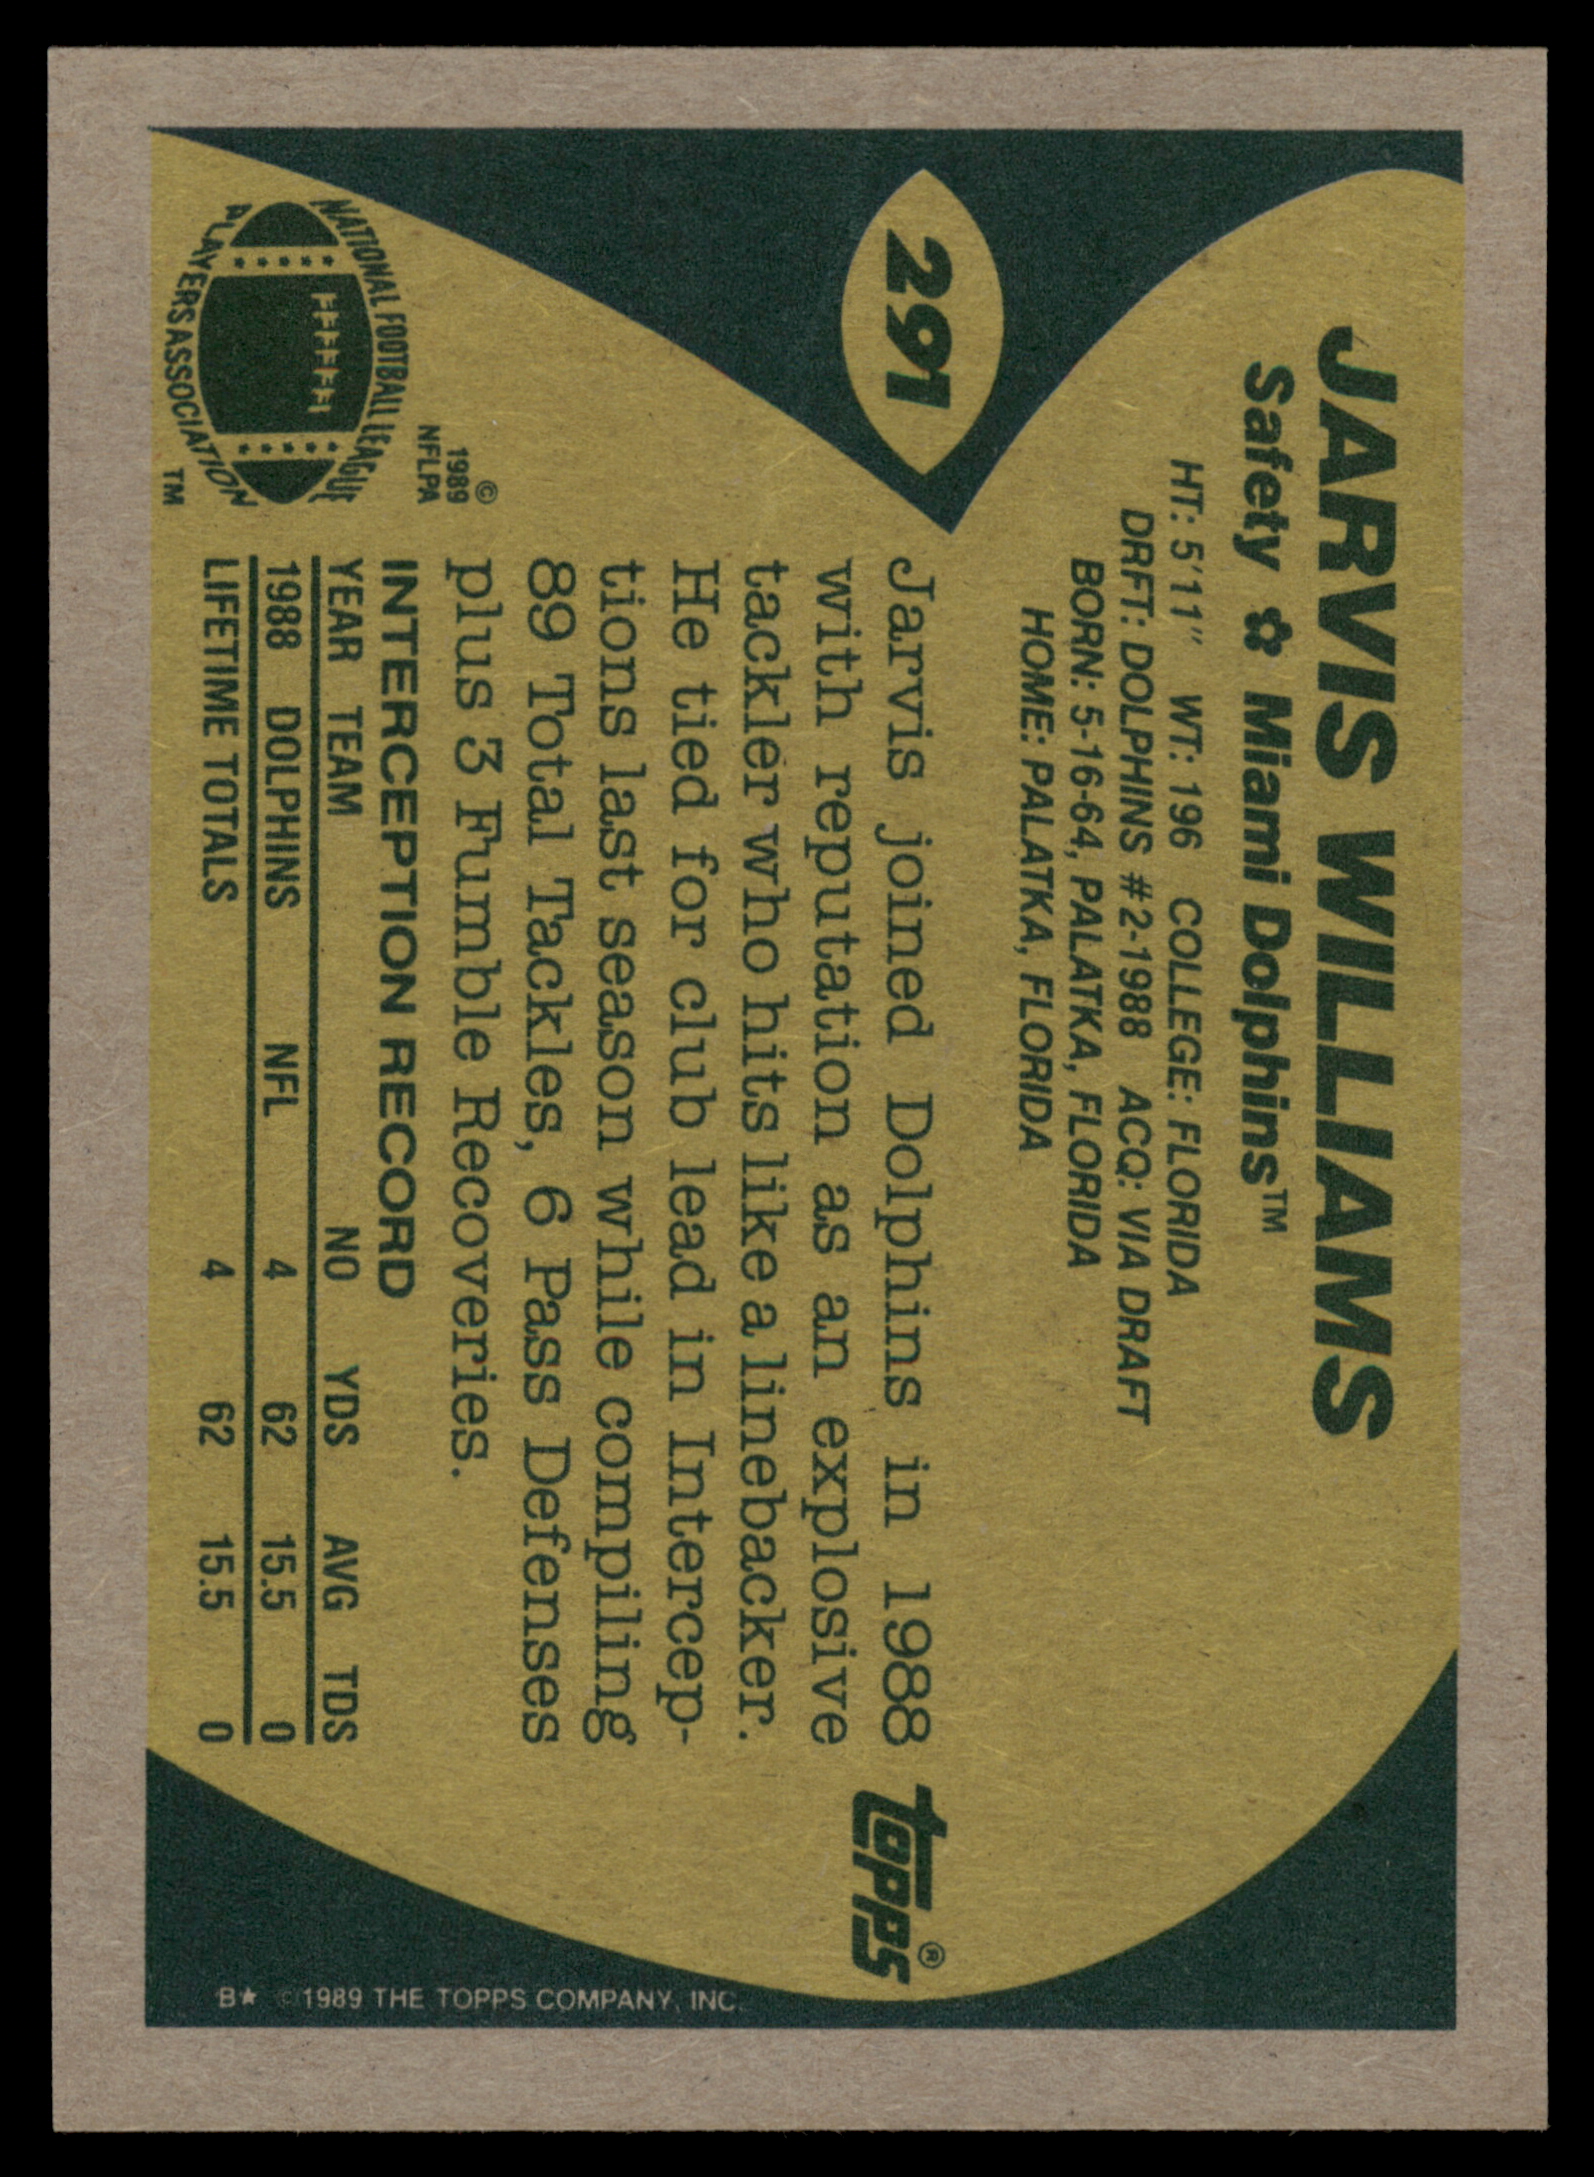 291
JARVIS WILLIAMS
Safety ✿ Miami Dolphins™
HT: 5'11" WT: 196 COLLEGE: FLORIDA
DRFT: DOLPHINS #2-1988 ACQ: VIA DRAFT
BORN: 5-16-64, PALATKA, FLORIDA
HOME: PALATKA, FLORIDA
Jarvis joined Dolphins in 1988
with reputation as an explosive
tackler who hits like a linebacker.
He tied for club lead in Intercep-
tions last season while compiling
89 Total Tackles, 6 Pass Defenses
plus 3 Fumble Recoveries.
topps®
©
1989
NFLPA
NATIONAL FOOTBALL LEAGUE
PLAYERS ASSOCIATION
TM
INTERCEPTION RECORD
YEAR TEAM NO YDS AVG TDS
1988 DOLPHINS NFL 4 62 15.5 0
LIFETIME TOTALS 4 62 15.5 0
B★ ©1989 THE TOPPS COMPANY, INC.